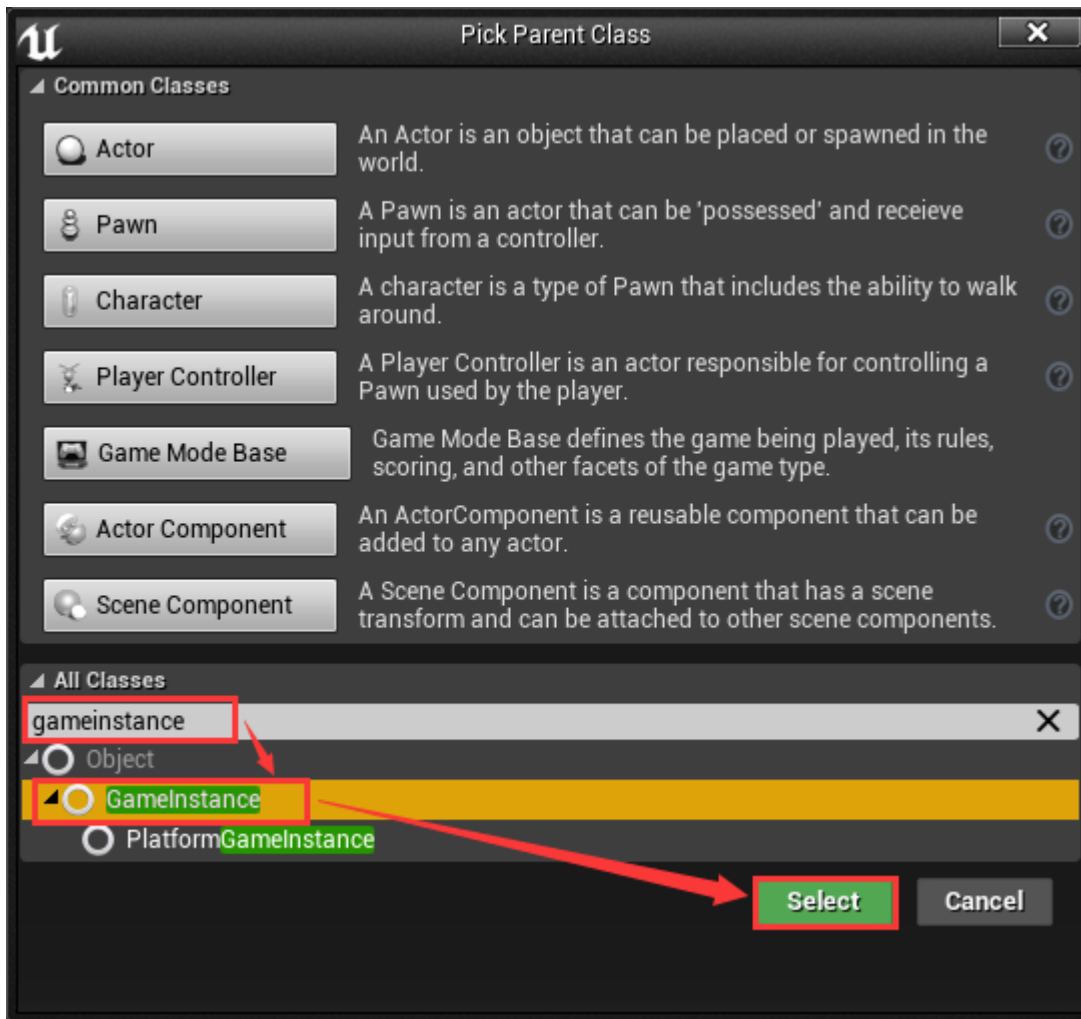 Pick Parent Class
Common Classes
Actor
An Actor is an object that can be placed or spawned in the
world.
Pawn
A Pawn is an actor that can be 'possessed' and receieve
input from a controller.
Character
A character is a type of Pawn that includes the ability to walk
around.
Player Controller
A Player Controller is an actor responsible for controlling a
Pawn used by the player.
Game Mode Base
Game Mode Base defines the game being played, its rules,
scoring, and other facets of the game type.
Actor Component
An ActorComponent is a reusable component that can be
added to any actor.
Scene Component
A Scene Component is a component that has a scene
transform and can be attached to other scene components.
All Classes
gameinstance
Object
GameInstance
PlatformGameInstance
Select
Cancel